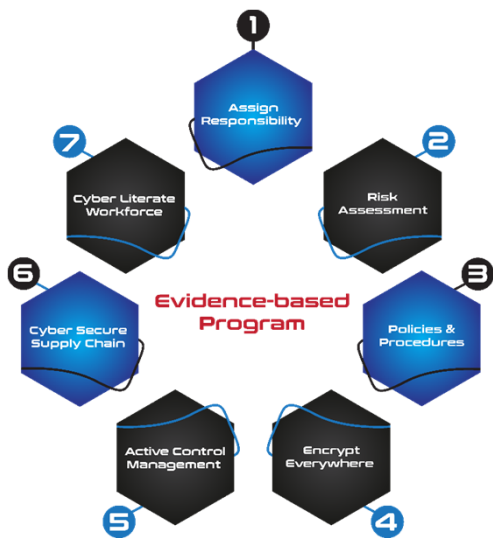 1
Assign
Responsibility
2
Risk
Assessment
3
Policies &
Procedures
4
Encrypt
Everywhere
5
Active Control
Management
6
Cyber Secure
Supply Chain
7
Cyber Literate
Workforce
Evidence-based
Program